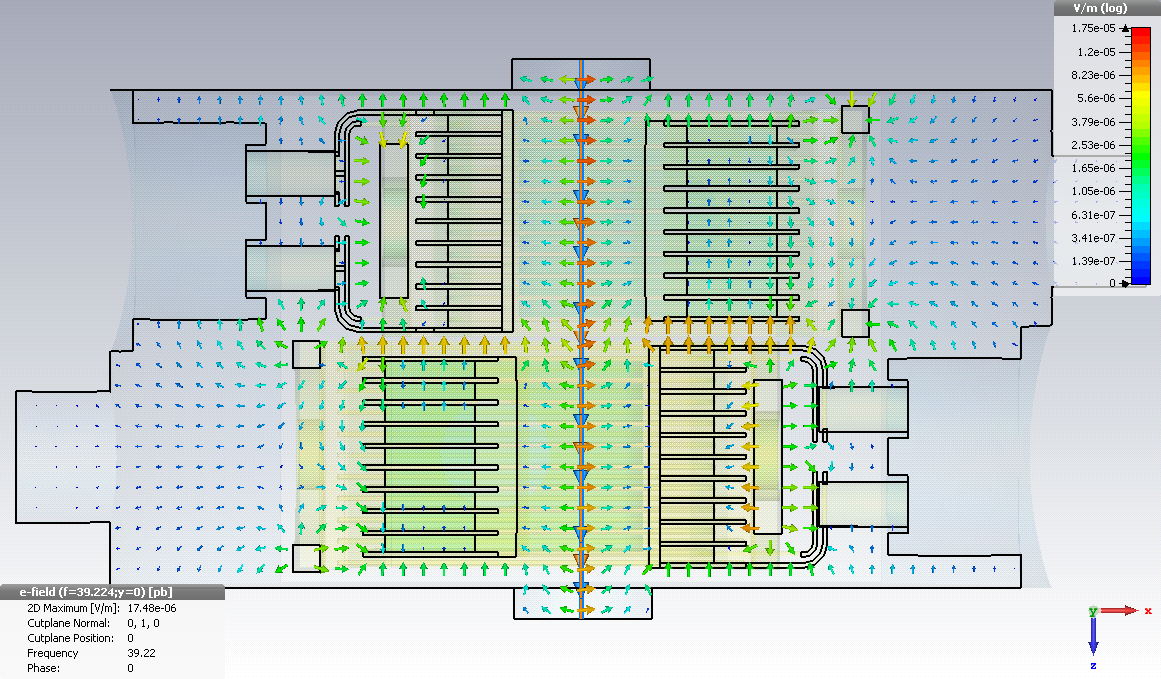 V/m (log)
1.75e-05
1.2e-05
8.23e-06
5.6e-06
3.79e-06
2.53e-06
1.65e-06
1.05e-06
6.31e-07
3.41e-07
1.39e-07
0
e-field (f=39.224;y=0) [pb]
2D Maximum [V/m]: 17.48e-06
Cutplane Normal: 0, 1, 0
Cutplane Position: 0
Frequency 39.22
Phase: 0
y x
z